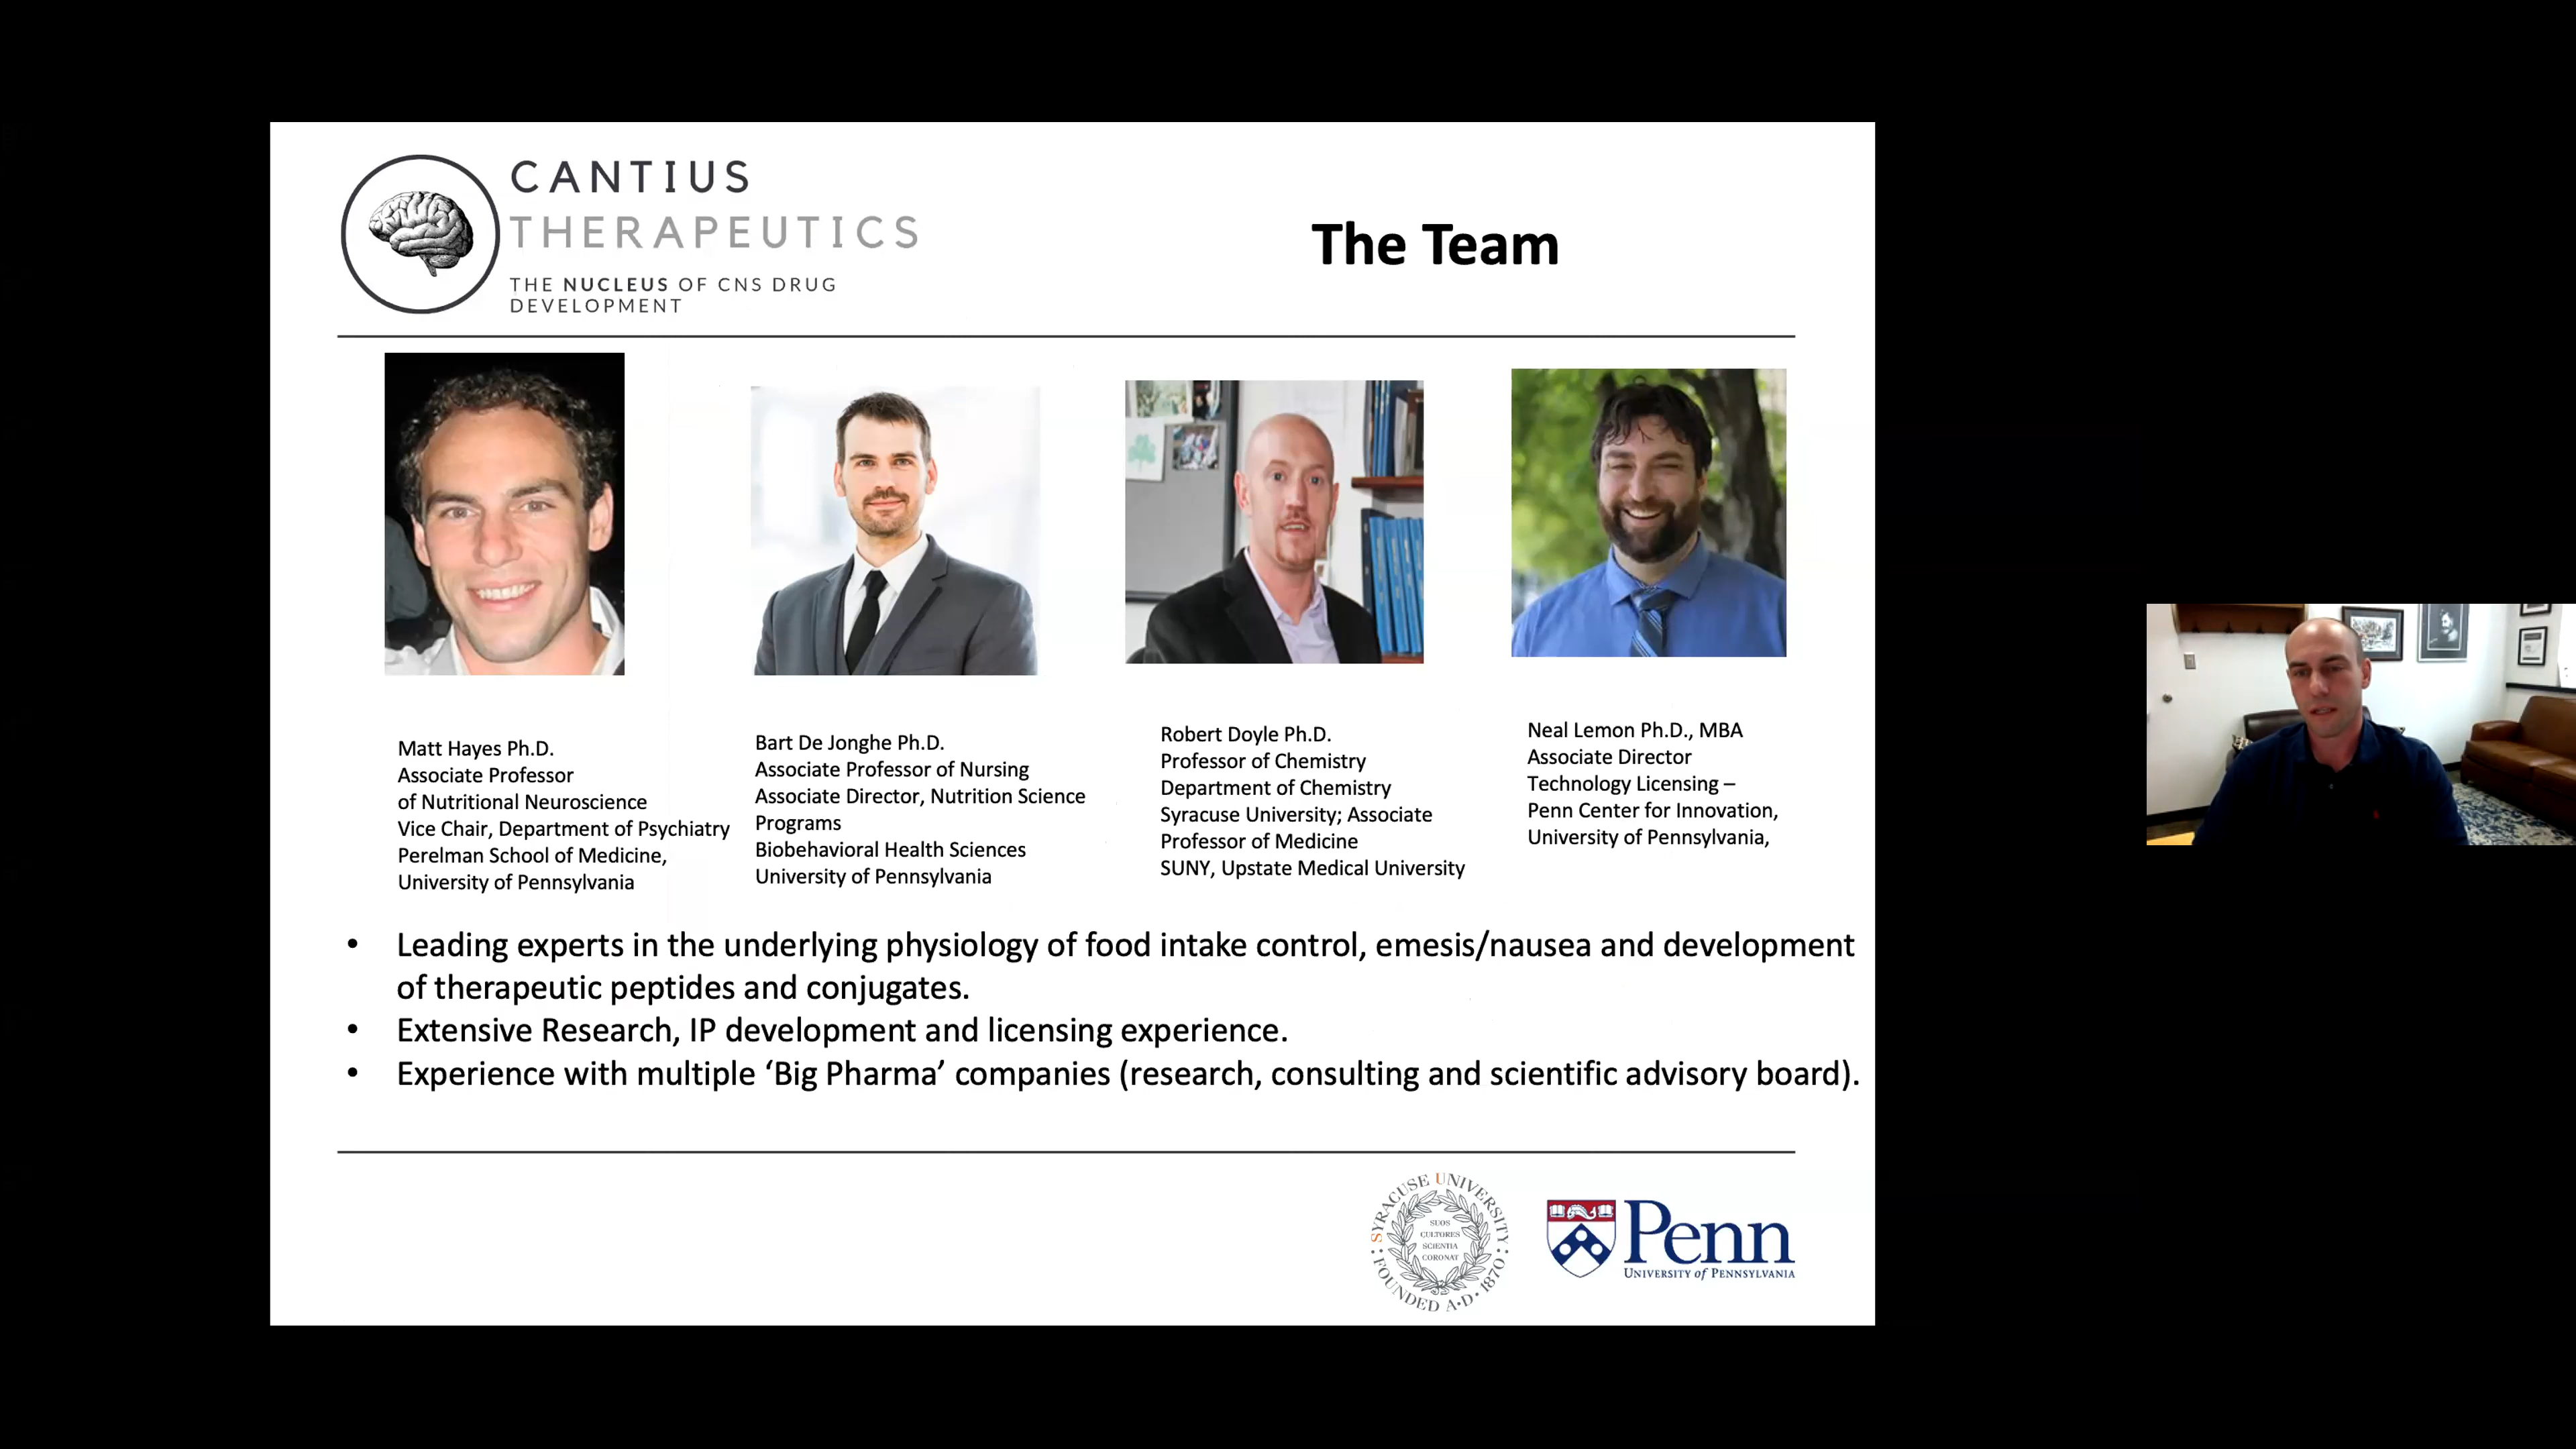 CANTIUS
THERAPEUTICS
THE NUCLEUS OF CNS DRUG
DEVELOPMENT
The Team
Matt Hayes Ph.D.
Associate Professor
of Nutritional Neuroscience
Vice Chair, Department of Psychiatry
Perelman School of Medicine,
University of Pennsylvania
Bart De Jonghe Ph.D.
Associate Professor of Nursing
Associate Director, Nutrition Science
Programs
Biobehavioral Health Sciences
University of Pennsylvania
Robert Doyle Ph.D.
Professor of Chemistry
Department of Chemistry
Syracuse University; Associate
Professor of Medicine
SUNY, Upstate Medical University
Neal Lemon Ph.D., MBA
Associate Director
Technology Licensing –
Penn Center for Innovation,
University of Pennsylvania,
• Leading experts in the underlying physiology of food intake control, emesis/nausea and development
of therapeutic peptides and conjugates.
• Extensive Research, IP development and licensing experience.
• Experience with multiple ‘Big Pharma’ companies (research, consulting and scientific advisory board).
SYRACUSE UNIVERSITY
FOUNDED A·D· 1870
SUOS
CULTORES
SCIENTIA
CORONAT
Penn
UNIVERSITY of PENNSYLVANIA